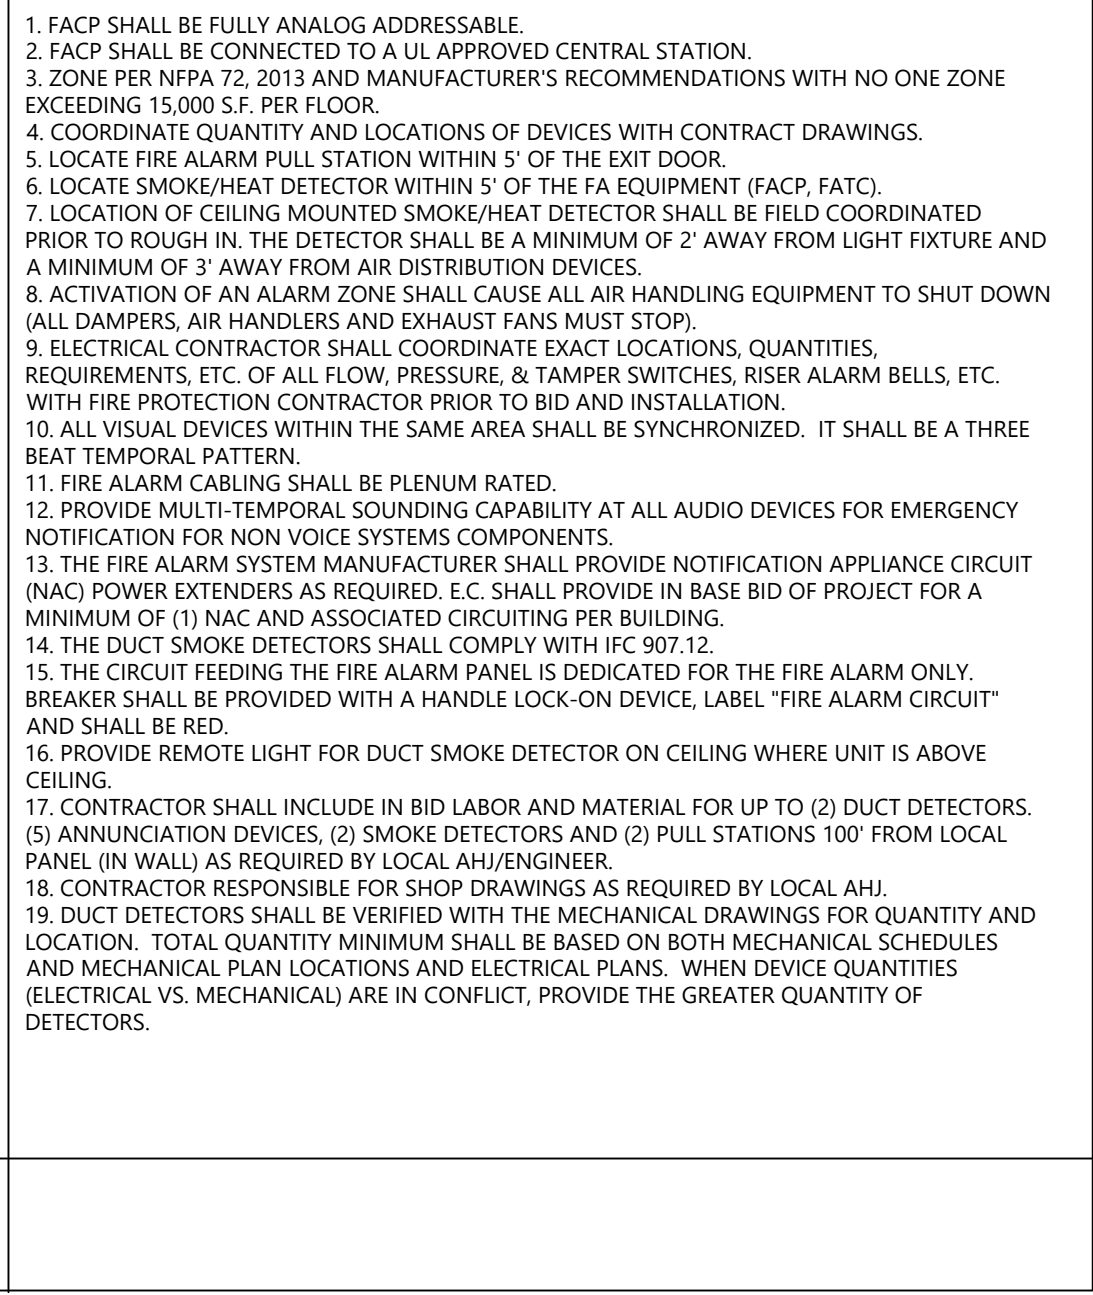 1. FACP SHALL BE FULLY ANALOG ADDRESSABLE.
2. FACP SHALL BE CONNECTED TO A UL APPROVED CENTRAL STATION.
3. ZONE PER NFPA 72, 2013 AND MANUFACTURER'S RECOMMENDATIONS WITH NO ONE ZONE
EXCEEDING 15,000 S.F. PER FLOOR.
4. COORDINATE QUANTITY AND LOCATIONS OF DEVICES WITH CONTRACT DRAWINGS.
5. LOCATE FIRE ALARM PULL STATION WITHIN 5' OF THE EXIT DOOR.
6. LOCATE SMOKE/HEAT DETECTOR WITHIN 5' OF THE FA EQUIPMENT (FACP, FATC).
7. LOCATION OF CEILING MOUNTED SMOKE/HEAT DETECTOR SHALL BE FIELD COORDINATED
PRIOR TO ROUGH IN. THE DETECTOR SHALL BE A MINIMUM OF 2' AWAY FROM LIGHT FIXTURE AND
A MINIMUM OF 3' AWAY FROM AIR DISTRIBUTION DEVICES.
8. ACTIVATION OF AN ALARM ZONE SHALL CAUSE ALL AIR HANDLING EQUIPMENT TO SHUT DOWN
(ALL DAMPERS, AIR HANDLERS AND EXHAUST FANS MUST STOP).
9. ELECTRICAL CONTRACTOR SHALL COORDINATE EXACT LOCATIONS, QUANTITIES,
REQUIREMENTS, ETC. OF ALL FLOW, PRESSURE, & TAMPER SWITCHES, RISER ALARM BELLS, ETC.
WITH FIRE PROTECTION CONTRACTOR PRIOR TO BID AND INSTALLATION.
10. ALL VISUAL DEVICES WITHIN THE SAME AREA SHALL BE SYNCHRONIZED.  IT SHALL BE A THREE
BEAT TEMPORAL PATTERN.
11. FIRE ALARM CABLING SHALL BE PLENUM RATED.
12. PROVIDE MULTI-TEMPORAL SOUNDING CAPABILITY AT ALL AUDIO DEVICES FOR EMERGENCY
NOTIFICATION FOR NON VOICE SYSTEMS COMPONENTS.
13. THE FIRE ALARM SYSTEM MANUFACTURER SHALL PROVIDE NOTIFICATION APPLIANCE CIRCUIT
(NAC) POWER EXTENDERS AS REQUIRED. E.C. SHALL PROVIDE IN BASE BID OF PROJECT FOR A
MINIMUM OF (1) NAC AND ASSOCIATED CIRCUITING PER BUILDING.
14. THE DUCT SMOKE DETECTORS SHALL COMPLY WITH IFC 907.12.
15. THE CIRCUIT FEEDING THE FIRE ALARM PANEL IS DEDICATED FOR THE FIRE ALARM ONLY.
BREAKER SHALL BE PROVIDED WITH A HANDLE LOCK-ON DEVICE, LABEL "FIRE ALARM CIRCUIT"
AND SHALL BE RED.
16. PROVIDE REMOTE LIGHT FOR DUCT SMOKE DETECTOR ON CEILING WHERE UNIT IS ABOVE
CEILING.
17. CONTRACTOR SHALL INCLUDE IN BID LABOR AND MATERIAL FOR UP TO (2) DUCT DETECTORS.
(5) ANNUNCIATION DEVICES, (2) SMOKE DETECTORS AND (2) PULL STATIONS 100' FROM LOCAL
PANEL (IN WALL) AS REQUIRED BY LOCAL AHJ/ENGINEER.
18. CONTRACTOR RESPONSIBLE FOR SHOP DRAWINGS AS REQUIRED BY LOCAL AHJ.
19. DUCT DETECTORS SHALL BE VERIFIED WITH THE MECHANICAL DRAWINGS FOR QUANTITY AND
LOCATION.  TOTAL QUANTITY MINIMUM SHALL BE BASED ON BOTH MECHANICAL SCHEDULES
AND MECHANICAL PLAN LOCATIONS AND ELECTRICAL PLANS.  WHEN DEVICE QUANTITIES
(ELECTRICAL VS. MECHANICAL) ARE IN CONFLICT, PROVIDE THE GREATER QUANTITY OF
DETECTORS.